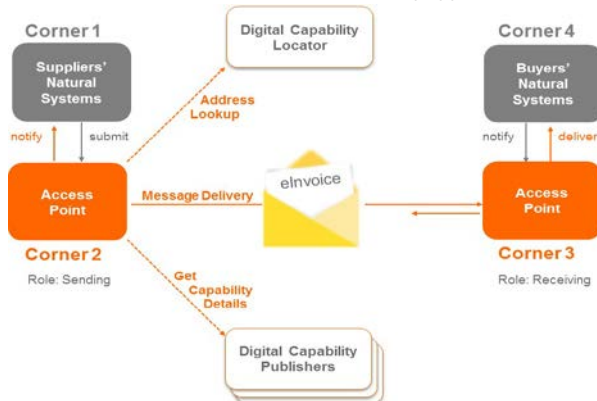 Corner 1
Suppliers'
Natural
Systems
Digital Capability
Locator
Corner 4
Buyers'
Natural
Systems
Address
Lookup
notify
submit
notify
deliver
Access
Point
Message Delivery
eInvoice
Access
Point
Corner 2
Role: Sending
Corner 3
Role: Receiving
Get
Capability
Details
Digital Capability
Publishers